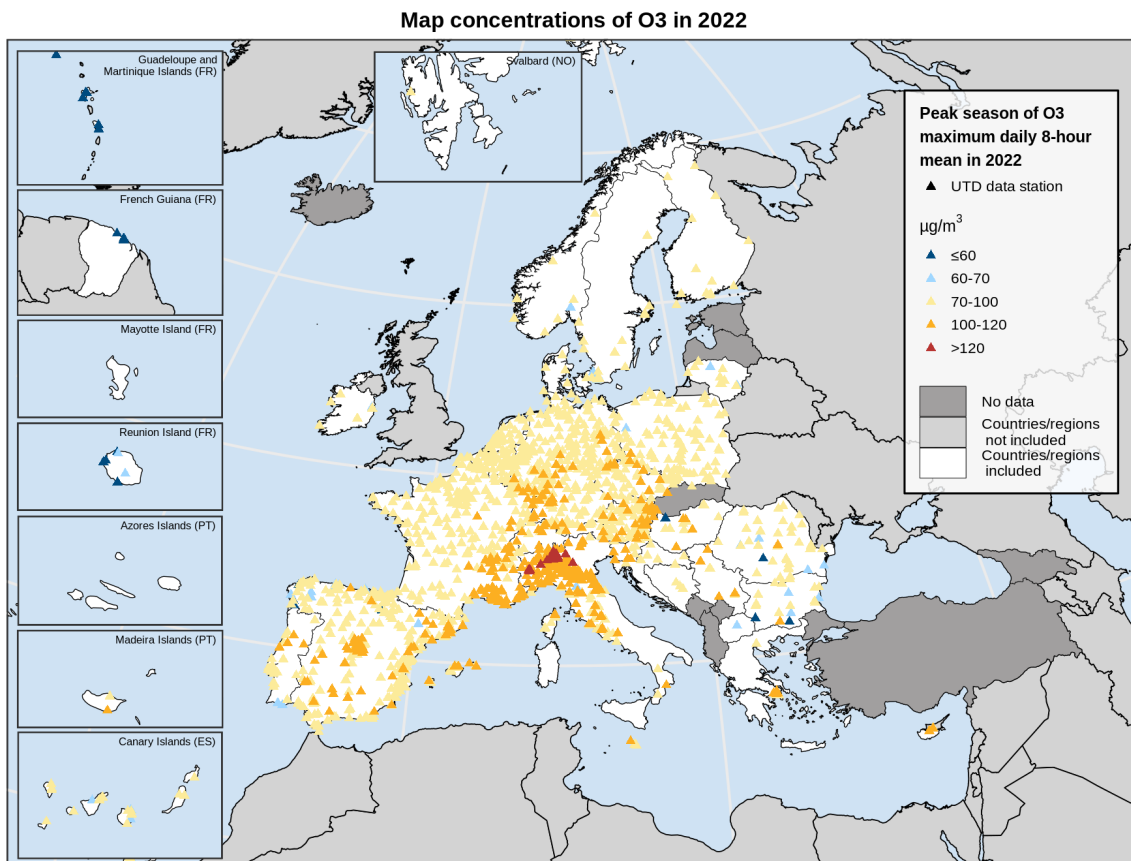 Map concentrations of O3 in 2022
Guadeloupe and
Martinique Islands (FR)
Svalbard (NO)
French Guiana (FR)
Mayotte Island (FR)
Reunion Island (FR)
Azores Islands (PT)
Madeira Islands (PT)
Canary Islands (ES)
Peak season of O3
maximum daily 8-hour
mean in 2022
UTD data station
µg/m³
≤60
60-70
70-100
100-120
>120
No data
Countries/regions
not included
Countries/regions
included